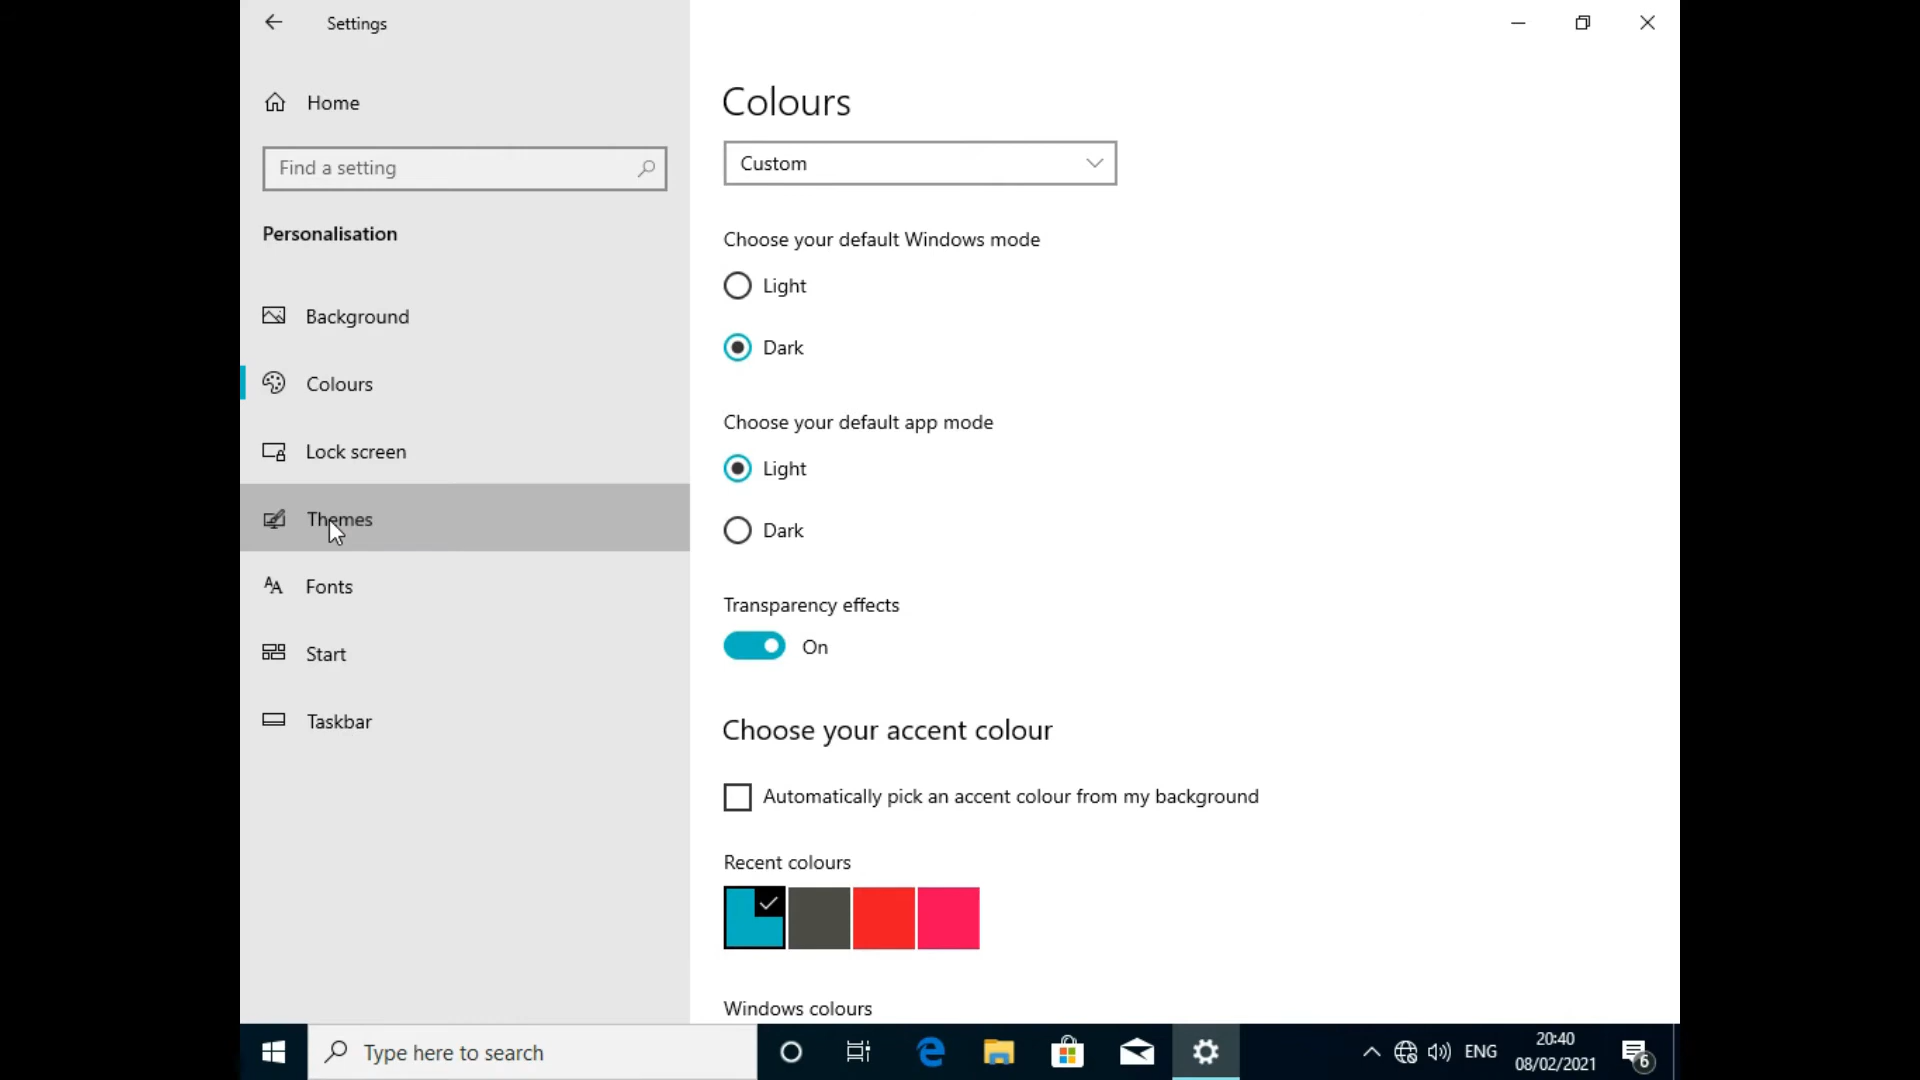 Settings
Home
Find a setting
Personalisation
Background
Colours
Lock screen
Themes
Fonts
Start
Taskbar
Colours
Custom
Choose your default Windows mode
Light
Dark
Choose your default app mode
Light
Dark
Transparency effects
On
Choose your accent colour
Automatically pick an accent colour from my background
Recent colours
Windows colours
Type here to search
ENG
20:40
08/02/2021
6